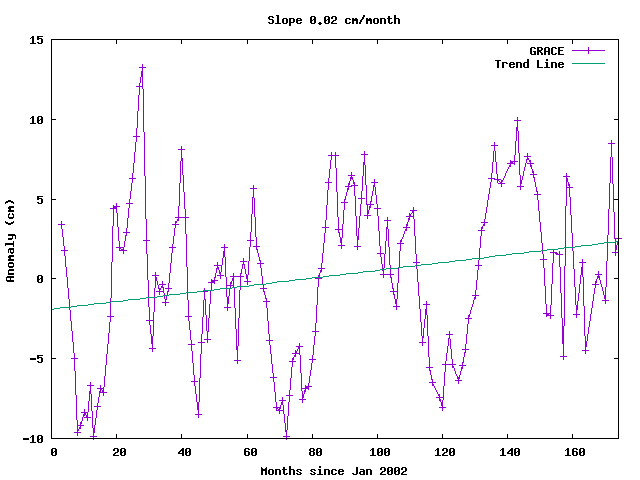 Slope 0.02 cm/month
GRACE
Trend Line
15
10
5
0
-5
-10
Anomaly (cm)
0 20 40 60 80 100 120 140 160
Months since Jan 2002